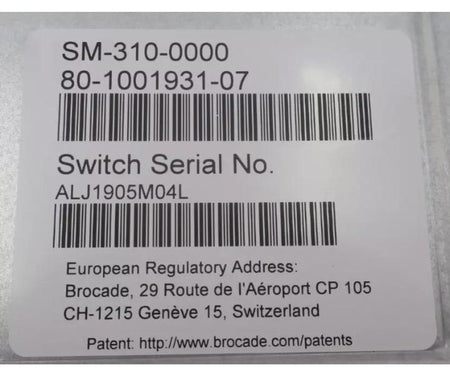 SM-310-0000
80-1001931-07
Switch Serial No.
ALJ1905M04L
European Regulatory Address:
Brocade, 29 Route de l'Aéroport CP 105
CH-1215 Genève 15, Switzerland
Patent: http://www.brocade.com/patents